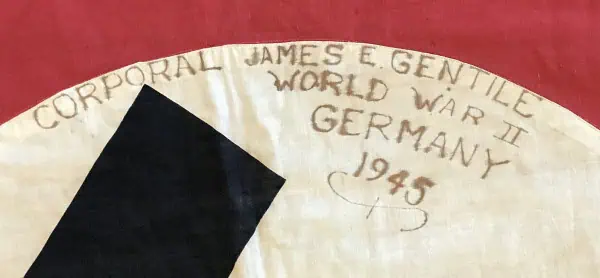 CORPORAL JAMES E. GENTILE
WORLD WAR II
GERMANY
1945